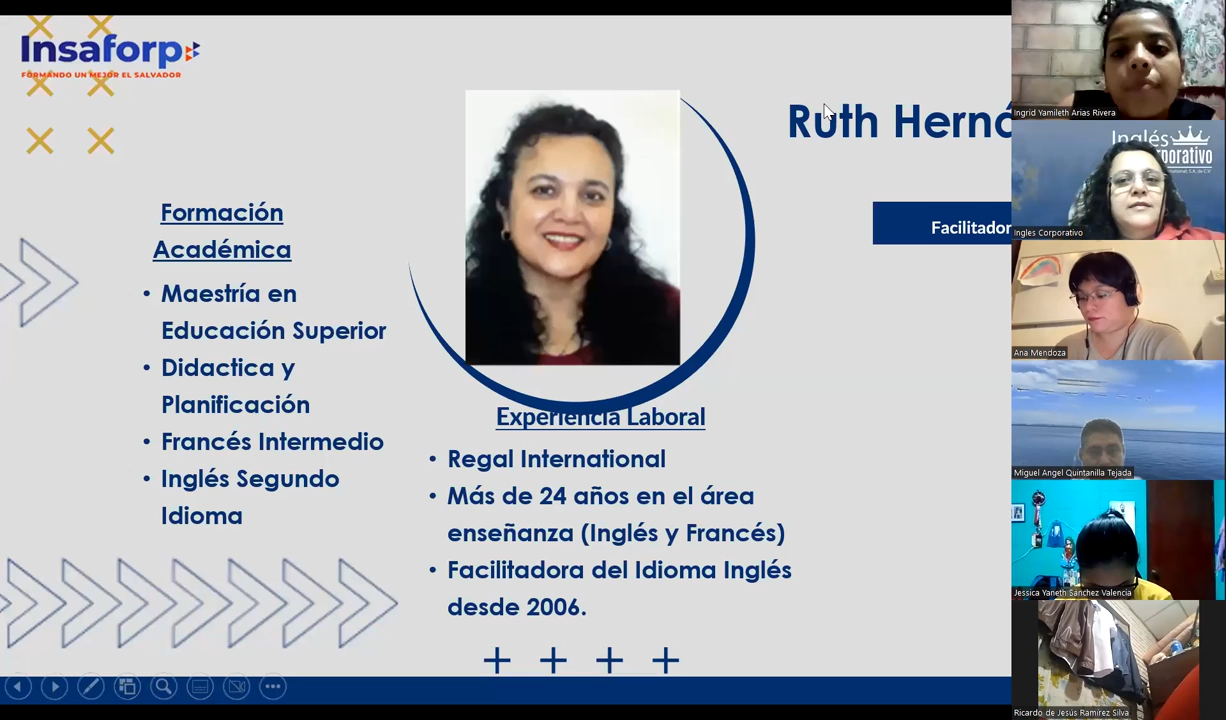 Insaforp
FORMANDO UN MEJOR EL SALVADOR
Ruth Herná
Facilitador
Formación
Académica
• Maestría en
Educación Superior
• Didactica y
Planificación
• Francés Intermedio
• Inglés Segundo
Idioma
Experiencia Laboral
• Regal International
• Más de 24 años en el área
enseñanza (Inglés y Francés)
• Facilitadora del Idioma Inglés
desde 2006.
Ingrid Yamileth Arias Rivera
Inglés
porativo
Ingles Corporativo
Ana Mendoza
Miguel Angel Quintanilla Tejada
Jessica Yaneth Sánchez Valencia
Ricardo de Jesús Ramírez Silva